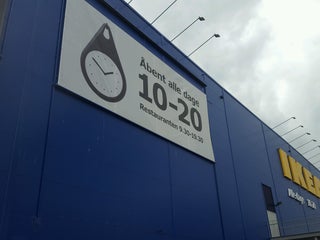 Åbent alle dage
10-20
Restauranten 9.30-19.30
IKEA